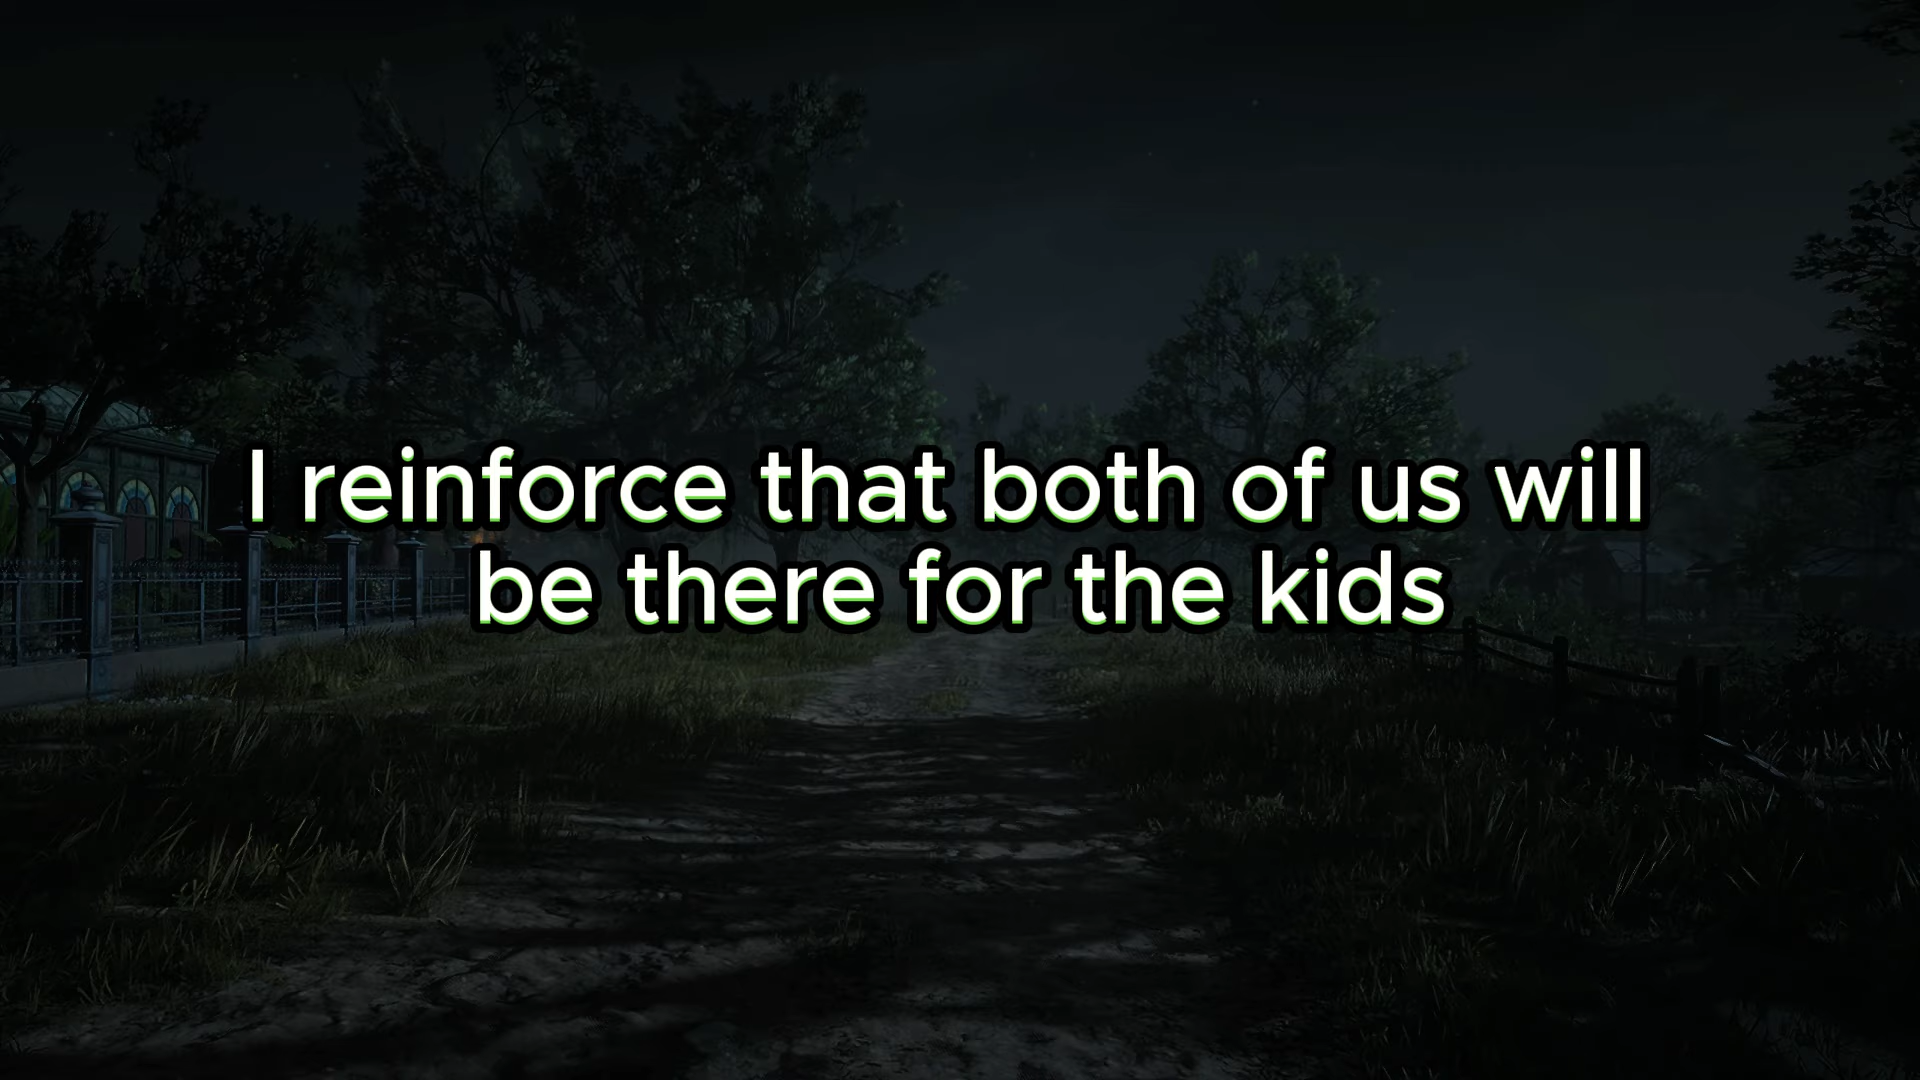 I reinforce that both of us will
be there for the kids